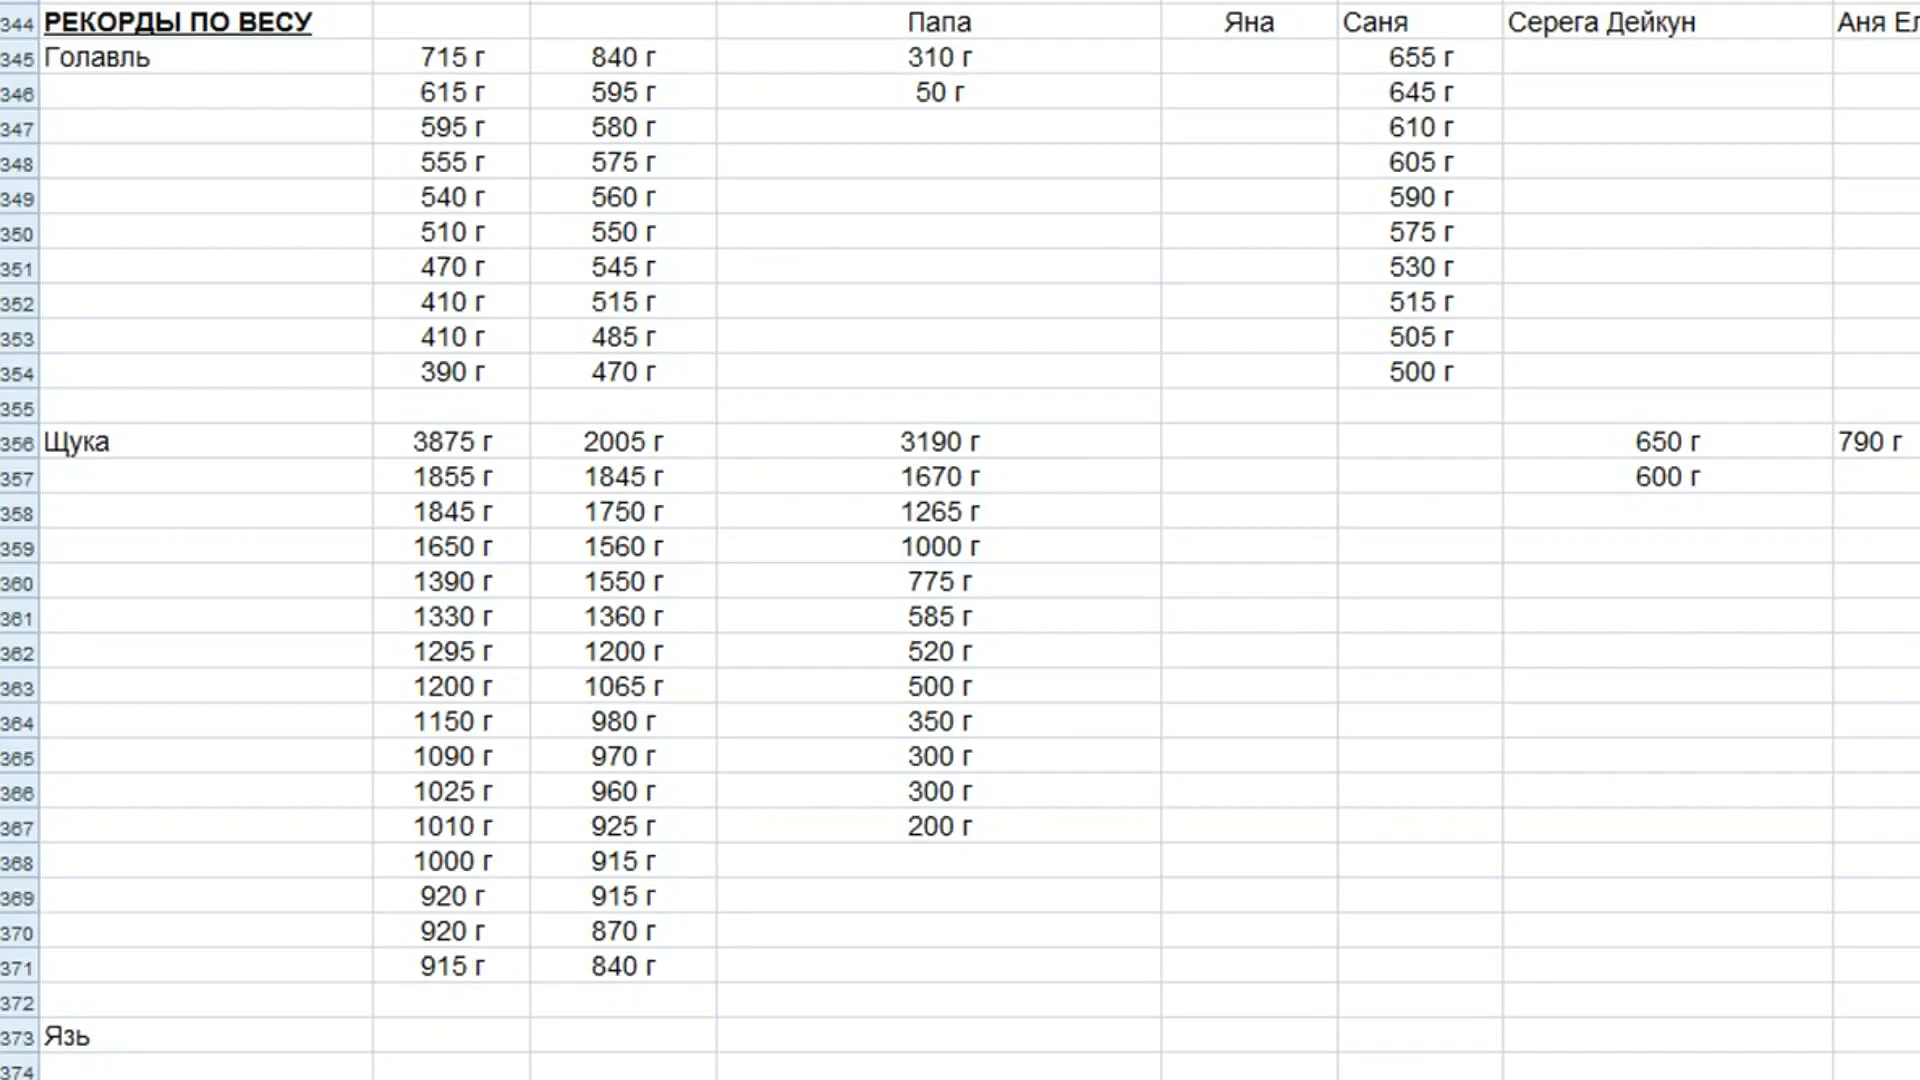 344 РЕКОРДЫ ПО ВЕСУ Папа Яна Саня Серега Дейкун Аня Ел
345 Голавль 715 г 840 г 310 г 655 г
346 615 г 595 г 50 г 645 г
347 595 г 580 г 610 г
348 555 г 575 г 605 г
349 540 г 560 г 590 г
350 510 г 550 г 575 г
351 470 г 545 г 530 г
352 410 г 515 г 515 г
353 410 г 485 г 505 г
354 390 г 470 г 500 г
355
356 Щука 3875 г 2005 г 3190 г 650 г 790 г
357 1855 г 1845 г 1670 г 600 г
358 1845 г 1750 г 1265 г
359 1650 г 1560 г 1000 г
360 1390 г 1550 г 775 г
361 1330 г 1360 г 585 г
362 1295 г 1200 г 520 г
363 1200 г 1065 г 500 г
364 1150 г 980 г 350 г
365 1090 г 970 г 300 г
366 1025 г 960 г 300 г
367 1010 г 925 г 200 г
368 1000 г 915 г
369 920 г 915 г
370 920 г 870 г
371 915 г 840 г
372
373 Язь
374